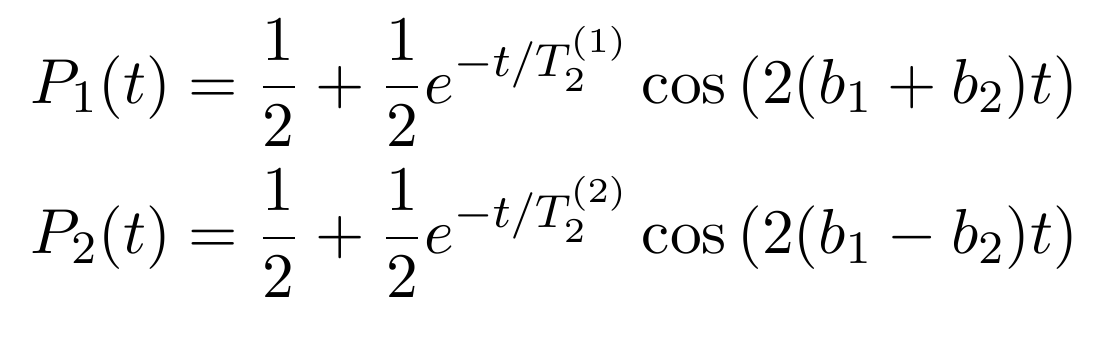 P_1(t) = \frac{1}{2} + \frac{1}{2} e^{-t/T_2^{(1)}} \cos(2(b_1 + b_2)t)
P_2(t) = \frac{1}{2} + \frac{1}{2} e^{-t/T_2^{(2)}} \cos(2(b_1 - b_2)t)